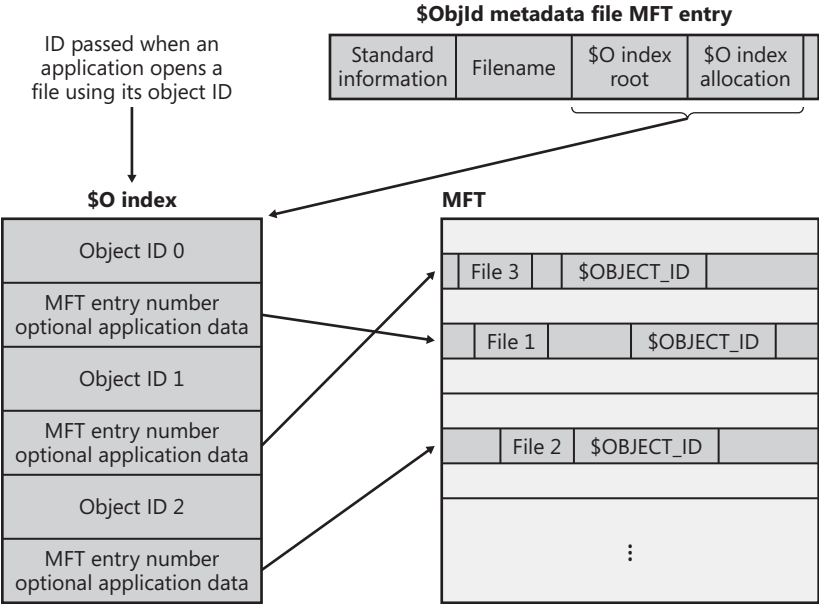 $ObjId metadata file MFT entry
ID passed when an
application opens a
file using its object ID
Standard
information
Filename
$O index
root
$O index
allocation
$O index
Object ID 0
MFT entry number
optional application data
Object ID 1
MFT entry number
optional application data
Object ID 2
MFT entry number
optional application data
MFT
File 3
$OBJECT_ID
File 1
$OBJECT_ID
File 2
$OBJECT_ID
⋮